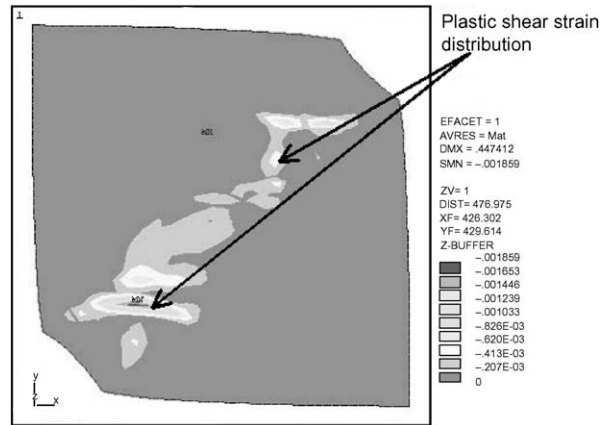 1
Plastic shear strain
distribution
EFACET = 1
AVRES = Mat
DMX = .447412
SMN = –.001859
ZV= 1
DIST= 476.975
XF= 426.302
YF= 429.614
Z-BUFFER
–.001859
–.001653
–.001446
–.001239
–.001033
–.826E-03
–.620E-03
–.413E-03
–.207E-03
0
y
z
x